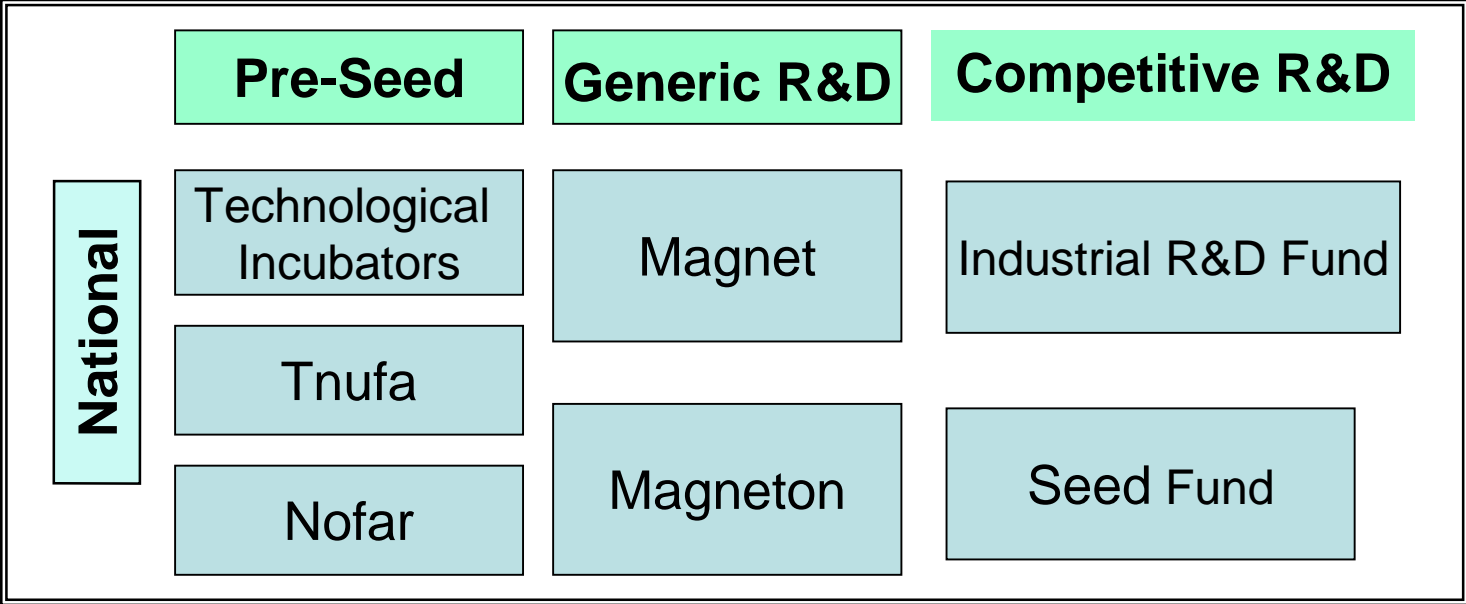 Pre-Seed
Generic R&D
Competitive R&D
National
Technological
Incubators
Magnet
Industrial R&D Fund
Tnufa
Magneton
Seed Fund
Nofar